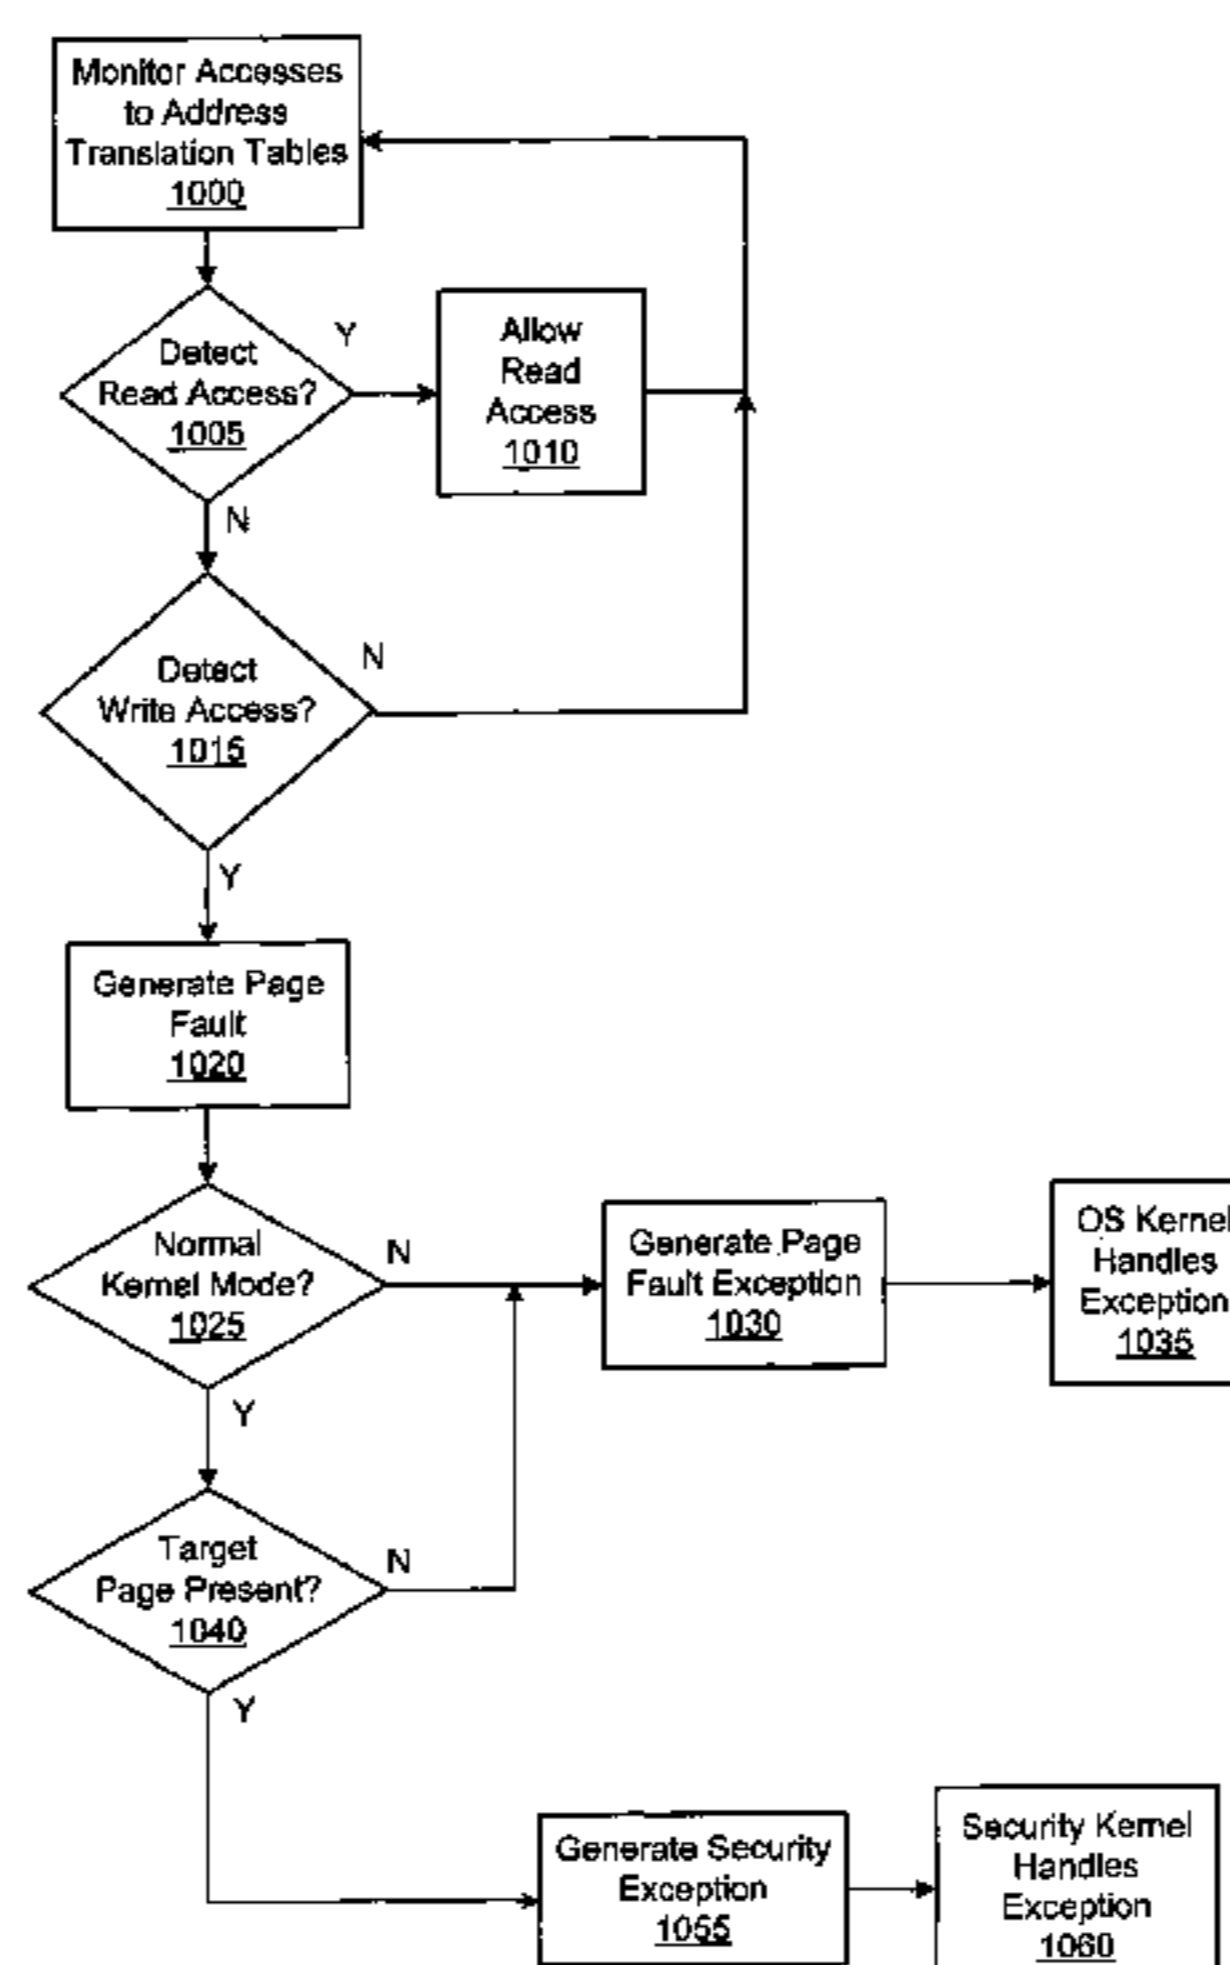 Monitor Accesses
to Address
Translation Tables
1000
Detect
Read Access?
1005
Y
Allow
Read
Access
1010
N
Detect
Write Access?
1015
N
Y
Generate Page
Fault
1020
Normal
Kernel Mode?
1025
N
Generate Page
Fault Exception
1030
OS Kernel
Handles
Exception
1035
Y
Target
Page Present?
1040
N
Y
Generate Security
Exception
1055
Security Kernel
Handles
Exception
1060